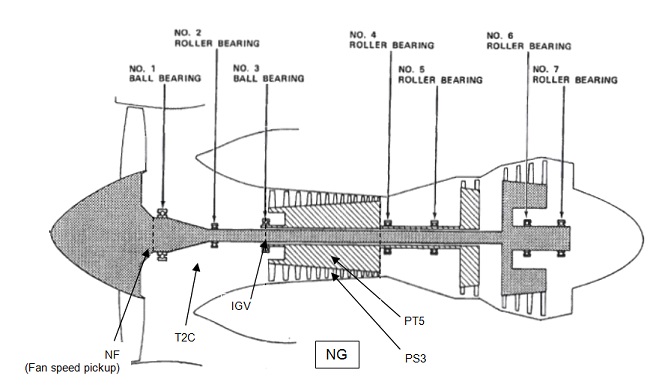 NO. 2
ROLLER BEARING
NO. 4
ROLLER BEARING
NO. 6
ROLLER BEARING
NO. 1
BALL BEARING
NO. 3
BALL BEARING
NO. 5
ROLLER BEARING
NO. 7
ROLLER BEARING
IGV
T2C
PT5
NF
(Fan speed pickup)
NG
PS3